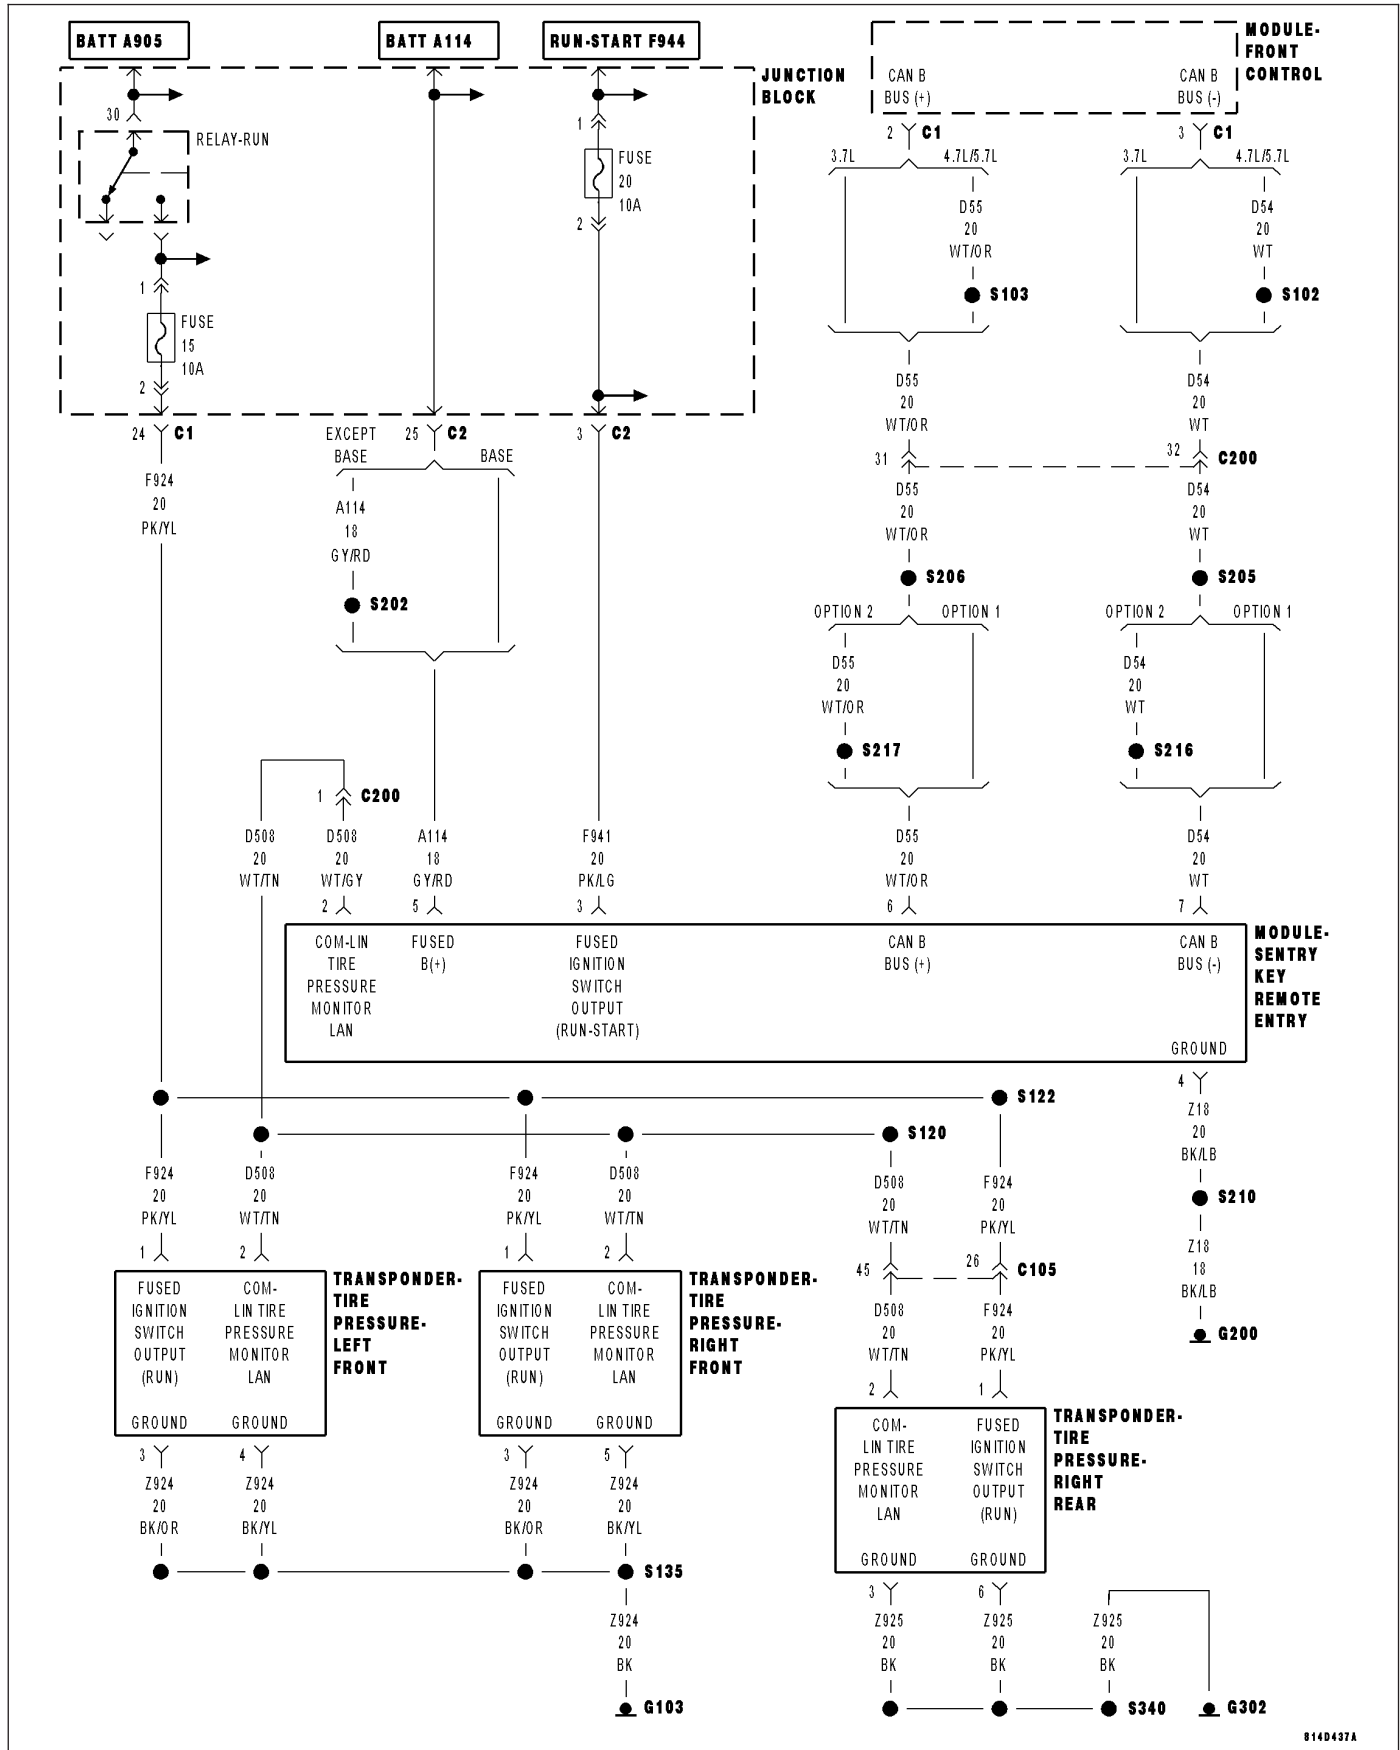 BATT A905
BATT A114
RUN-START F944
MODULE-
FRONT
CONTROL
JUNCTION
BLOCK
CAN B
BUS (+)
CAN B
BUS (-)
30
RELAY-RUN
1
FUSE
20
10A
2
2 C1
3 C1
3.7L
4.7L/5.7L
3.7L
4.7L/5.7L
D55
20
WT/OR
S103
D54
20
WT
S102
1
FUSE
15
10A
2
24 C1
25 C2
3 C2
EXCEPT
BASE
BASE
F924
20
PK/YL
A114
18
GY/RD
S202
D55
20
WT/OR
D54
20
WT
31
32
C200
D55
20
WT/OR
D54
20
WT
S206
S205
OPTION 2
OPTION 1
OPTION 2
OPTION 1
D55
20
WT/OR
S217
D54
20
WT
S216
1 C200
D508
20
WT/TN
D508
20
WT/GY
A114
18
GY/RD
F941
20
PK/LG
D55
20
WT/OR
D54
20
WT
2
5
3
6
7
COM-LIN
TIRE
PRESSURE
MONITOR
LAN
FUSED
B(+)
FUSED
IGNITION
SWITCH
OUTPUT
(RUN-START)
CAN B
BUS (+)
CAN B
BUS (-)
MODULE-
SENTRY
KEY
REMOTE
ENTRY
GROUND
4
Z18
20
BK/LB
S210
Z18
18
BK/LB
G200
S122
S120
F924
20
PK/YL
1
D508
20
WT/TN
2
F924
20
PK/YL
1
D508
20
WT/TN
2
D508
20
WT/TN
F924
20
PK/YL
45
26
C105
D508
20
WT/TN
F924
20
PK/YL
2
1
FUSED
IGNITION
SWITCH
OUTPUT
(RUN)
COM-
LIN TIRE
PRESSURE
MONITOR
LAN
GROUND
GROUND
TRANSPONDER-
TIRE
PRESSURE-
LEFT
FRONT
FUSED
IGNITION
SWITCH
OUTPUT
(RUN)
COM-
LIN TIRE
PRESSURE
MONITOR
LAN
GROUND
GROUND
TRANSPONDER-
TIRE
PRESSURE-
RIGHT
FRONT
COM-
LIN TIRE
PRESSURE
MONITOR
LAN
FUSED
IGNITION
SWITCH
OUTPUT
(RUN)
GROUND
GROUND
TRANSPONDER-
TIRE
PRESSURE-
RIGHT
REAR
3
Z924
20
BK/OR
4
Z924
20
BK/YL
3
Z924
20
BK/OR
5
Z924
20
BK/YL
S135
Z924
20
BK
G103
3
Z925
20
BK
6
Z925
20
BK
Z925
20
BK
S340
G302
814D437A